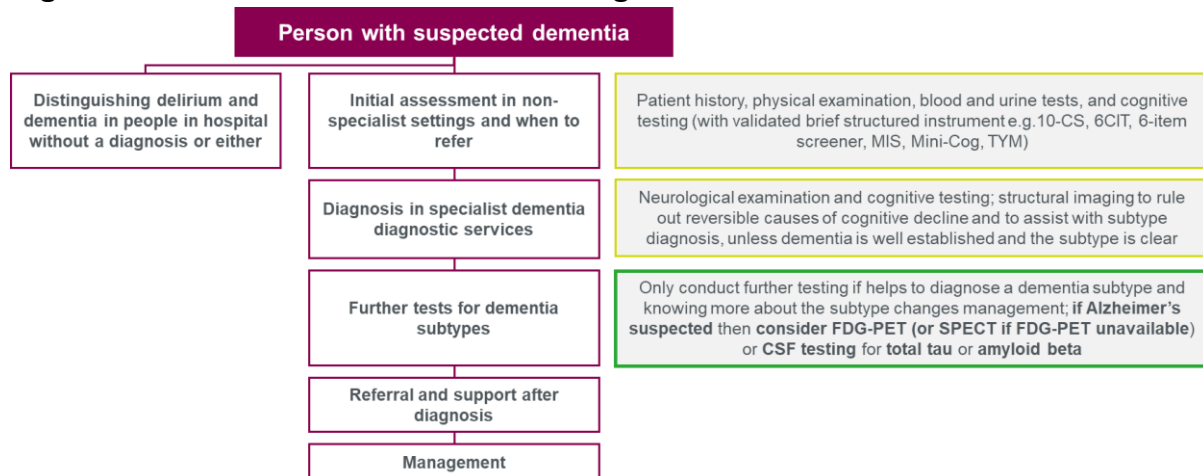 Person with suspected dementia
Distinguishing delirium and
dementia in people in hospital
without a diagnosis or either
Initial assessment in non-
specialist settings and when to
refer
Patient history, physical examination, blood and urine tests, and cognitive
testing (with validated brief structured instrument e.g.10-CS, 6CIT, 6-item
screener, MIS, Mini-Cog, TYM)
Diagnosis in specialist dementia
diagnostic services
Neurological examination and cognitive testing; structural imaging to rule
out reversible causes of cognitive decline and to assist with subtype
diagnosis, unless dementia is well established and the subtype is clear
Further tests for dementia
subtypes
Only conduct further testing if helps to diagnose a dementia subtype and
knowing more about the subtype changes management; if Alzheimer's
suspected then consider FDG-PET (or SPECT if FDG-PET unavailable)
or CSF testing for total tau or amyloid beta
Referral and support after
diagnosis
Management